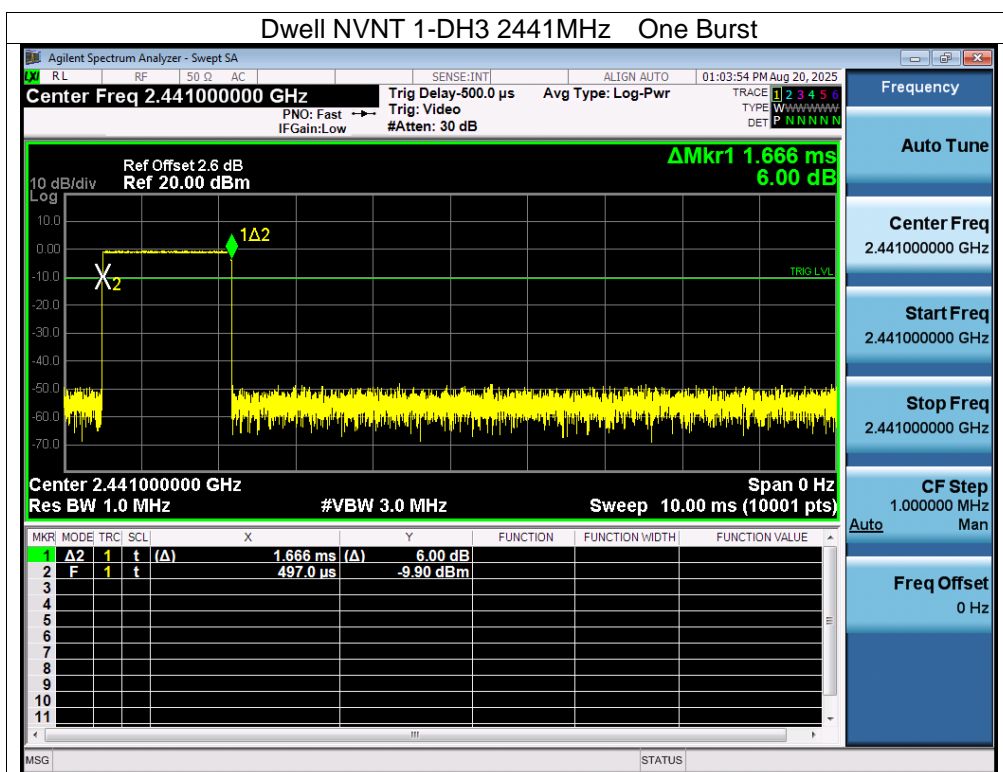 Dwell NVNT 1-DH3 2441MHz One Burst
Agilent Spectrum Analyzer - Swept SA
LXI RL RF 50 Ω AC SENSE:INT ALIGN AUTO 01:03:54 PM Aug 20, 2025
Center Freq 2.441000000 GHz Trig Delay-500.0 µs Avg Type: Log-Pwr TRACE 1 2 3 4 5 6
PNO: Fast Trig: Video TYPE WWWWWW
IFGain:Low #Atten: 30 dB DET P N N N N N
Frequency
Auto Tune
Center Freq
2.441000000 GHz
Start Freq
2.441000000 GHz
Stop Freq
2.441000000 GHz
CF Step
1.000000 MHz
Auto Man
Freq Offset
0 Hz
ΔMkr1 1.666 ms
6.00 dB
Ref Offset 2.6 dB
10 dB/div Ref 20.00 dBm
Log
10.0
0.00
-10.0
-20.0
-30.0
-40.0
-50.0
-60.0
-70.0
1Δ2
2
TRIG LVL
Center 2.441000000 GHz Span 0 Hz
Res BW 1.0 MHz #VBW 3.0 MHz Sweep 10.00 ms (10001 pts)
MKR MODE TRC SCL X Y FUNCTION FUNCTION WIDTH FUNCTION VALUE
1 Δ2 1 t (Δ) 1.666 ms (Δ) 6.00 dB
2 F 1 t 497.0 µs -9.90 dBm
3
4
5
6
7
8
9
10
11
MSG STATUS